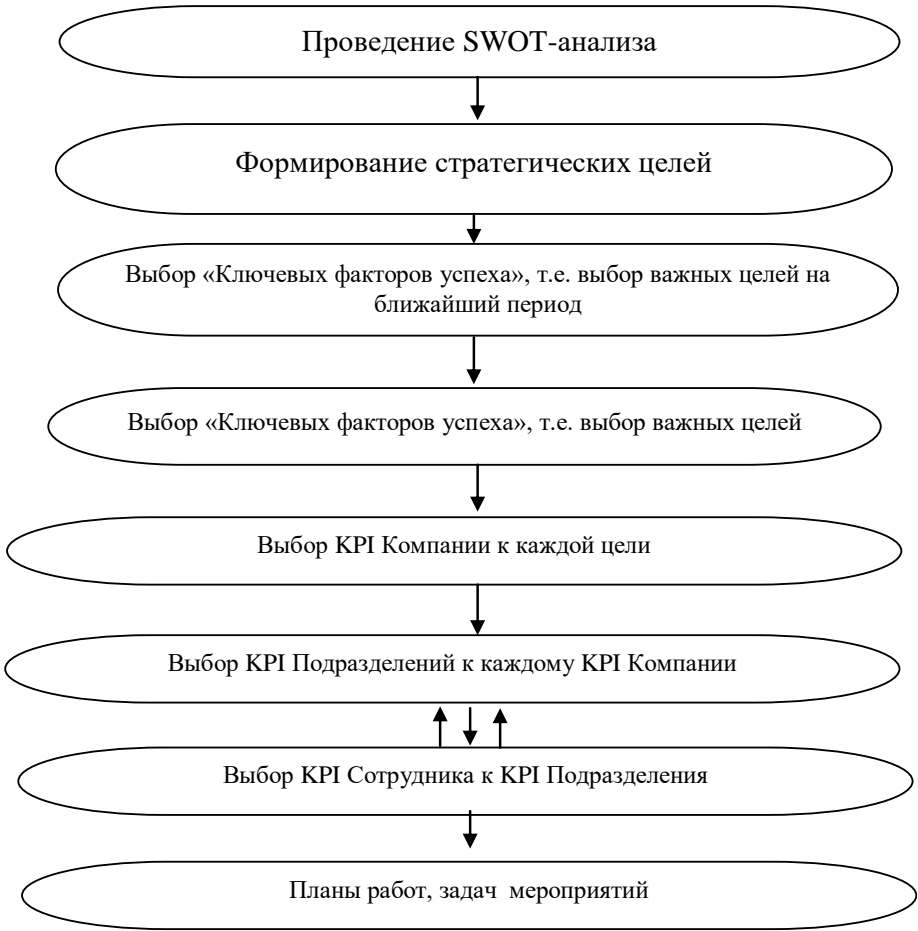 Проведение SWOT-анализа
Формирование стратегических целей
Выбор «Ключевых факторов успеха», т.е. выбор важных целей на
ближайший период
Выбор «Ключевых факторов успеха», т.е. выбор важных целей
Выбор KPI Компании к каждой цели
Выбор KPI Подразделений к каждому KPI Компании
Выбор KPI Сотрудника к KPI Подразделения
Планы работ, задач мероприятий